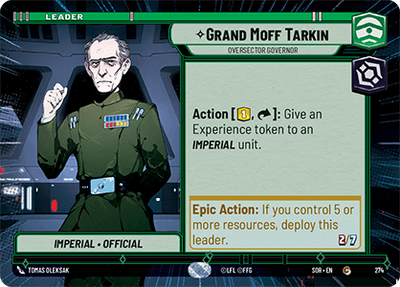 LEADER
GRAND MOFF TARKIN
OVERSECTOR GOVERNOR
Action [1, ]: Give an
Experience token to an
IMPERIAL unit.
Epic Action: If you control 5 or
more resources, deploy this
leader.
2/7
IMPERIAL • OFFICIAL
TOMAS OLEKSAK
©LFL ©FFG
SOR • EN
C
274